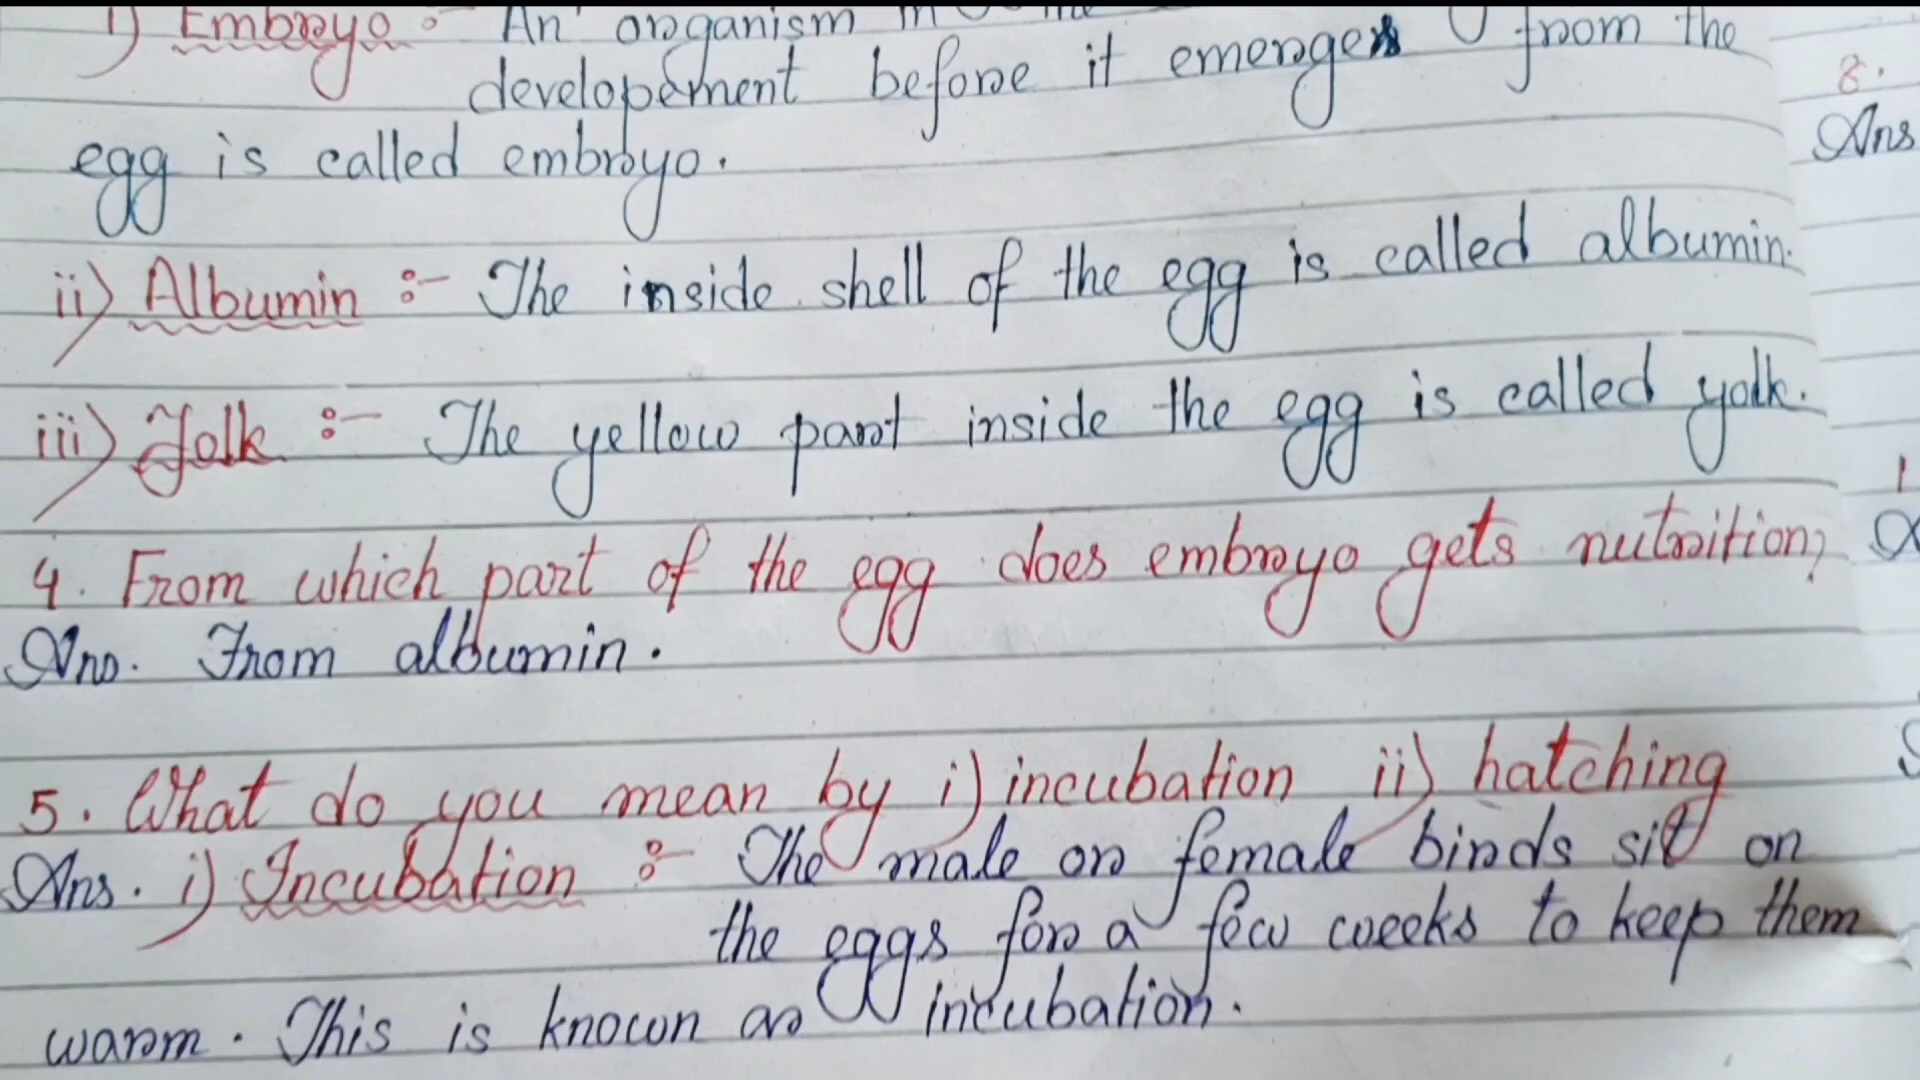 i) Embryo :- An organism in
developement before it emerges from the
egg is called embryo.
ii) Albumin :- The inside shell of the egg is called albumin.
iii) Yolk :- The yellow part inside the egg is called yolk.
4. From which part of the egg does embryo gets nutrition?
Ans. From albumin.
5. What do you mean by i) incubation ii) hatching
Ans. i) Incubation :- The male or female birds sit on
the eggs for a few weeks to keep them
warm. This is known as incubation.
8.
Ans